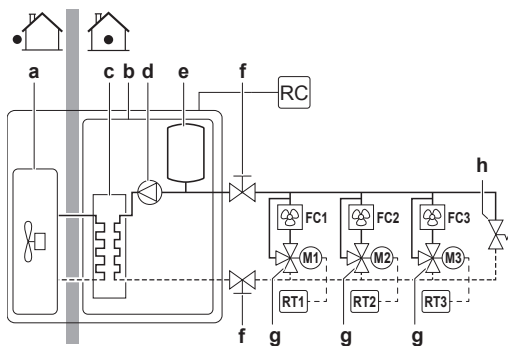 a
c b d e f
RC
h
FC1 FC2 FC3
M1 M2 M3
RT1 RT2 RT3
f g g g